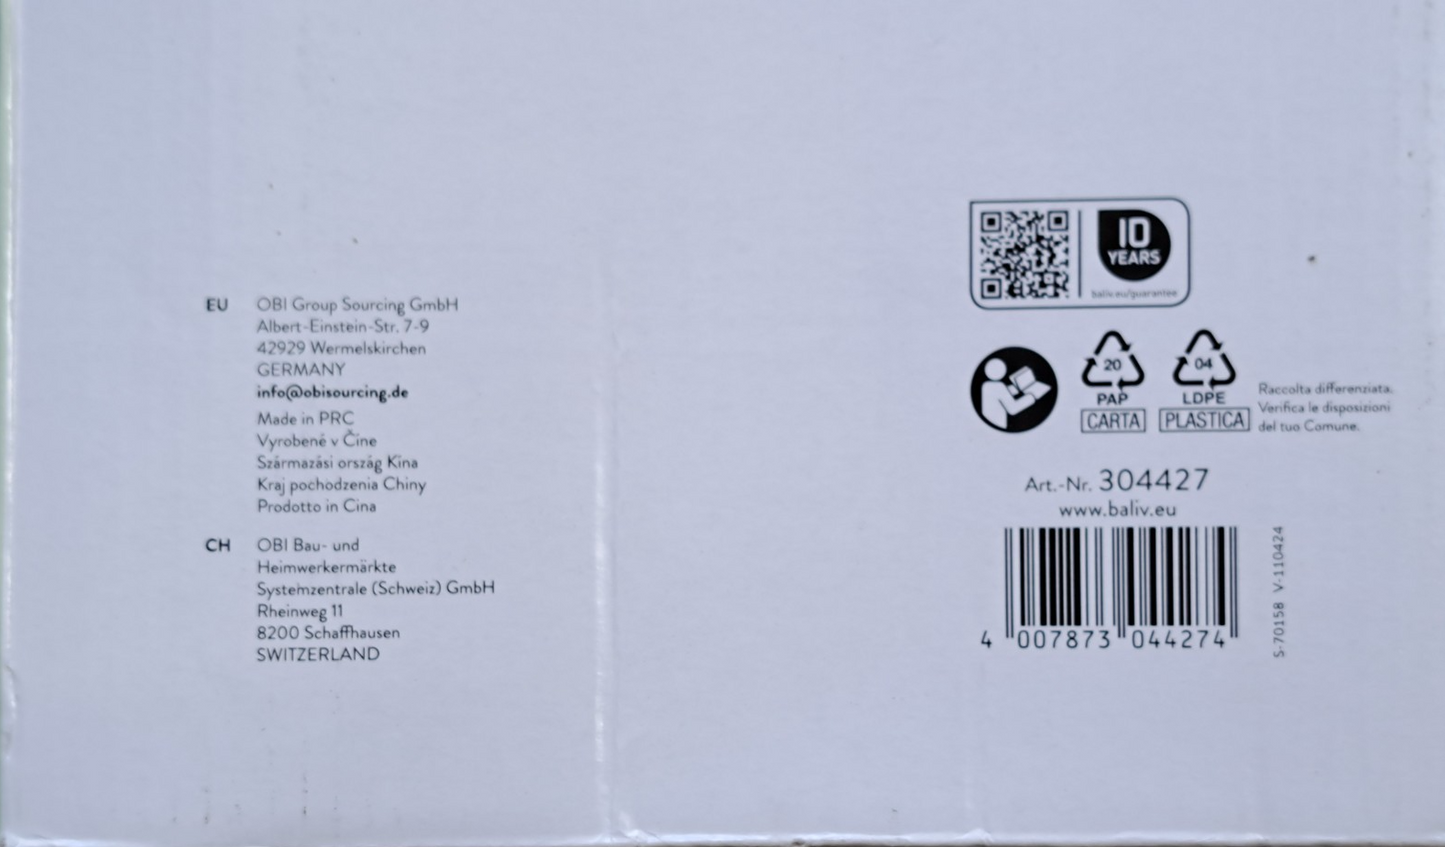 EU OBI Group Sourcing GmbH
Albert-Einstein-Str. 7-9
42929 Wermelskirchen
GERMANY
info@obisourcing.de
Made in PRC
Vyrobené v Číne
Származási ország Kína
Kraj pochodzenia Chiny
Prodotto in Cina
CH OBI Bau- und
Heimwerkermärkte
Systemzentrale (Schweiz) GmbH
Rheinweg 11
8200 Schaffhausen
SWITZERLAND
10
YEARS
baliv.eu/guarantee
20
PAP
CARTA
04
LDPE
PLASTICA
Raccolta differenziata.
Verifica le disposizioni
del tuo Comune.
Art.-Nr. 304427
www.baliv.eu
4 007873 044274
S-70158 V-110424